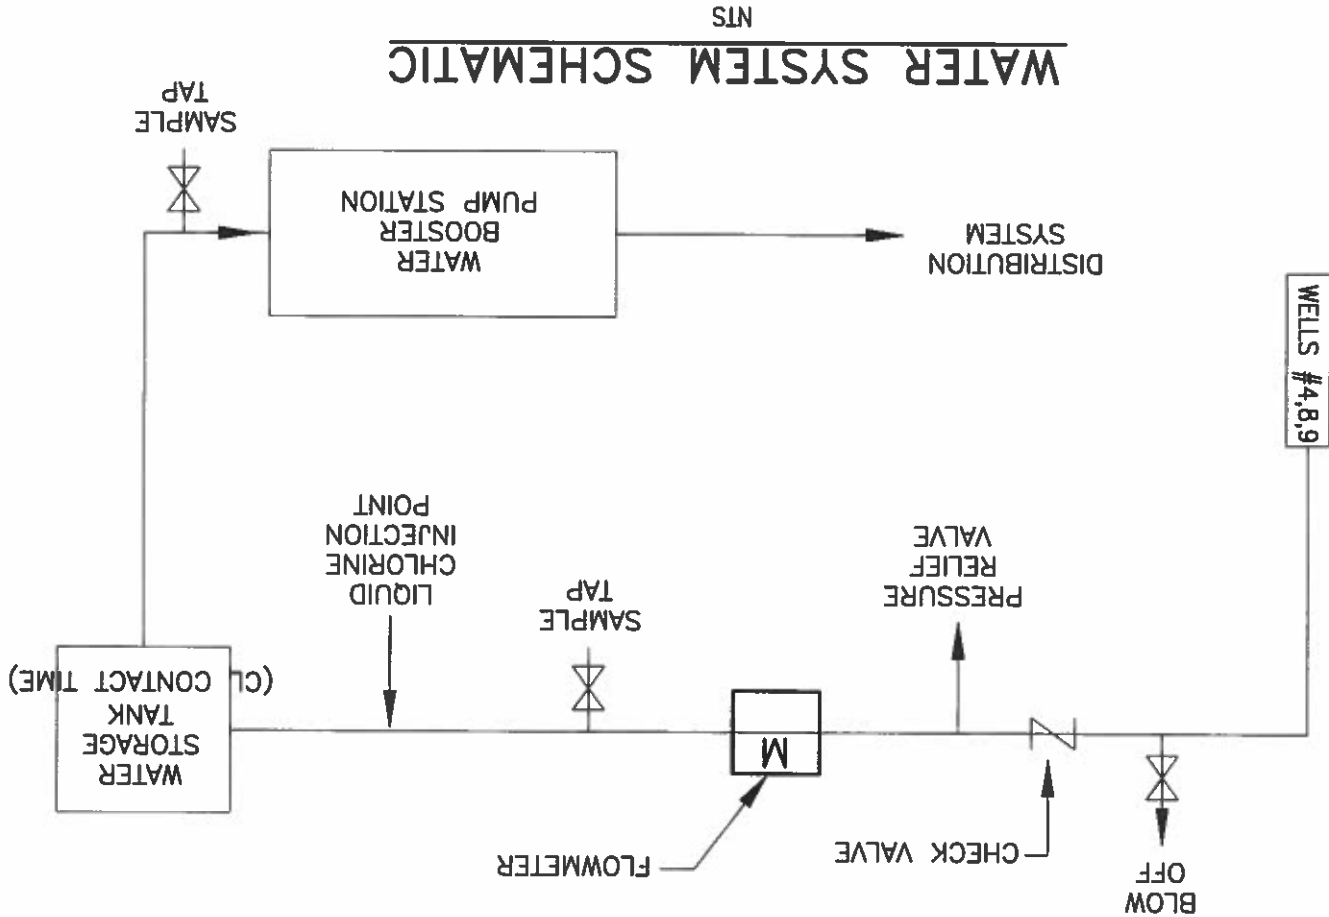 BLOW
OFF
CHECK VALVE
FLOWMETER
M
WATER
STORAGE
TANK
(CL CONTACT TIME)
PRESSURE
RELIEF
VALVE
SAMPLE
TAP
LIQUID
CHLORINE
INJECTION
POINT
WELLS #4,8,9
DISTRIBUTION
SYSTEM
WATER
BOOSTER
PUMP STATION
SAMPLE
TAP
WATER SYSTEM SCHEMATIC
NTS